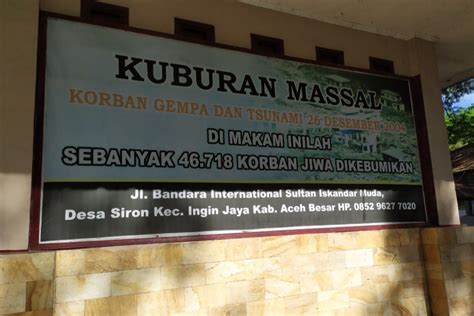 KUBURAN MASSAL
KORBAN GEMPA DAN TSUNAMI 26 DESEMBER 2004
DI MAKAM INILAH
SEBANYAK 46.718 KORBAN JIWA DIKEBUMIKAN
Jl. Bandara International Sultan Iskandar Muda,
Desa Siron Kec. Ingin Jaya Kab. Aceh Besar HP. 0852 9627 7020